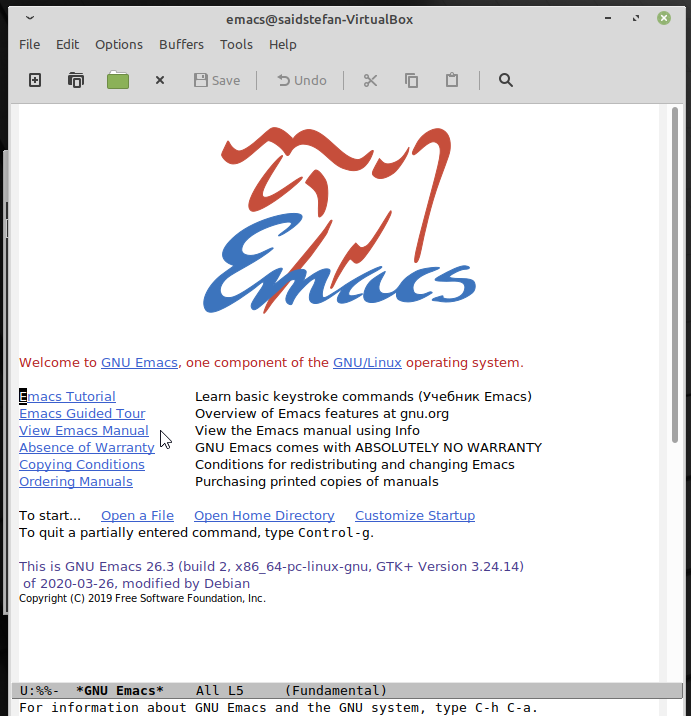 emacs@saidstefan-VirtualBox
File Edit Options Buffers Tools Help
Save Undo
Emacs
Welcome to GNU Emacs, one component of the GNU/Linux operating system.
Emacs Tutorial Learn basic keystroke commands (Учебник Emacs)
Emacs Guided Tour Overview of Emacs features at gnu.org
View Emacs Manual View the Emacs manual using Info
Absence of Warranty GNU Emacs comes with ABSOLUTELY NO WARRANTY
Copying Conditions Conditions for redistributing and changing Emacs
Ordering Manuals Purchasing printed copies of manuals
To start... Open a File Open Home Directory Customize Startup
To quit a partially entered command, type Control-g.
This is GNU Emacs 26.3 (build 2, x86_64-pc-linux-gnu, GTK+ Version 3.24.14)
of 2020-03-26, modified by Debian
Copyright (C) 2019 Free Software Foundation, Inc.
U:%%- *GNU Emacs* All L5 (Fundamental)
For information about GNU Emacs and the GNU system, type C-h C-a.